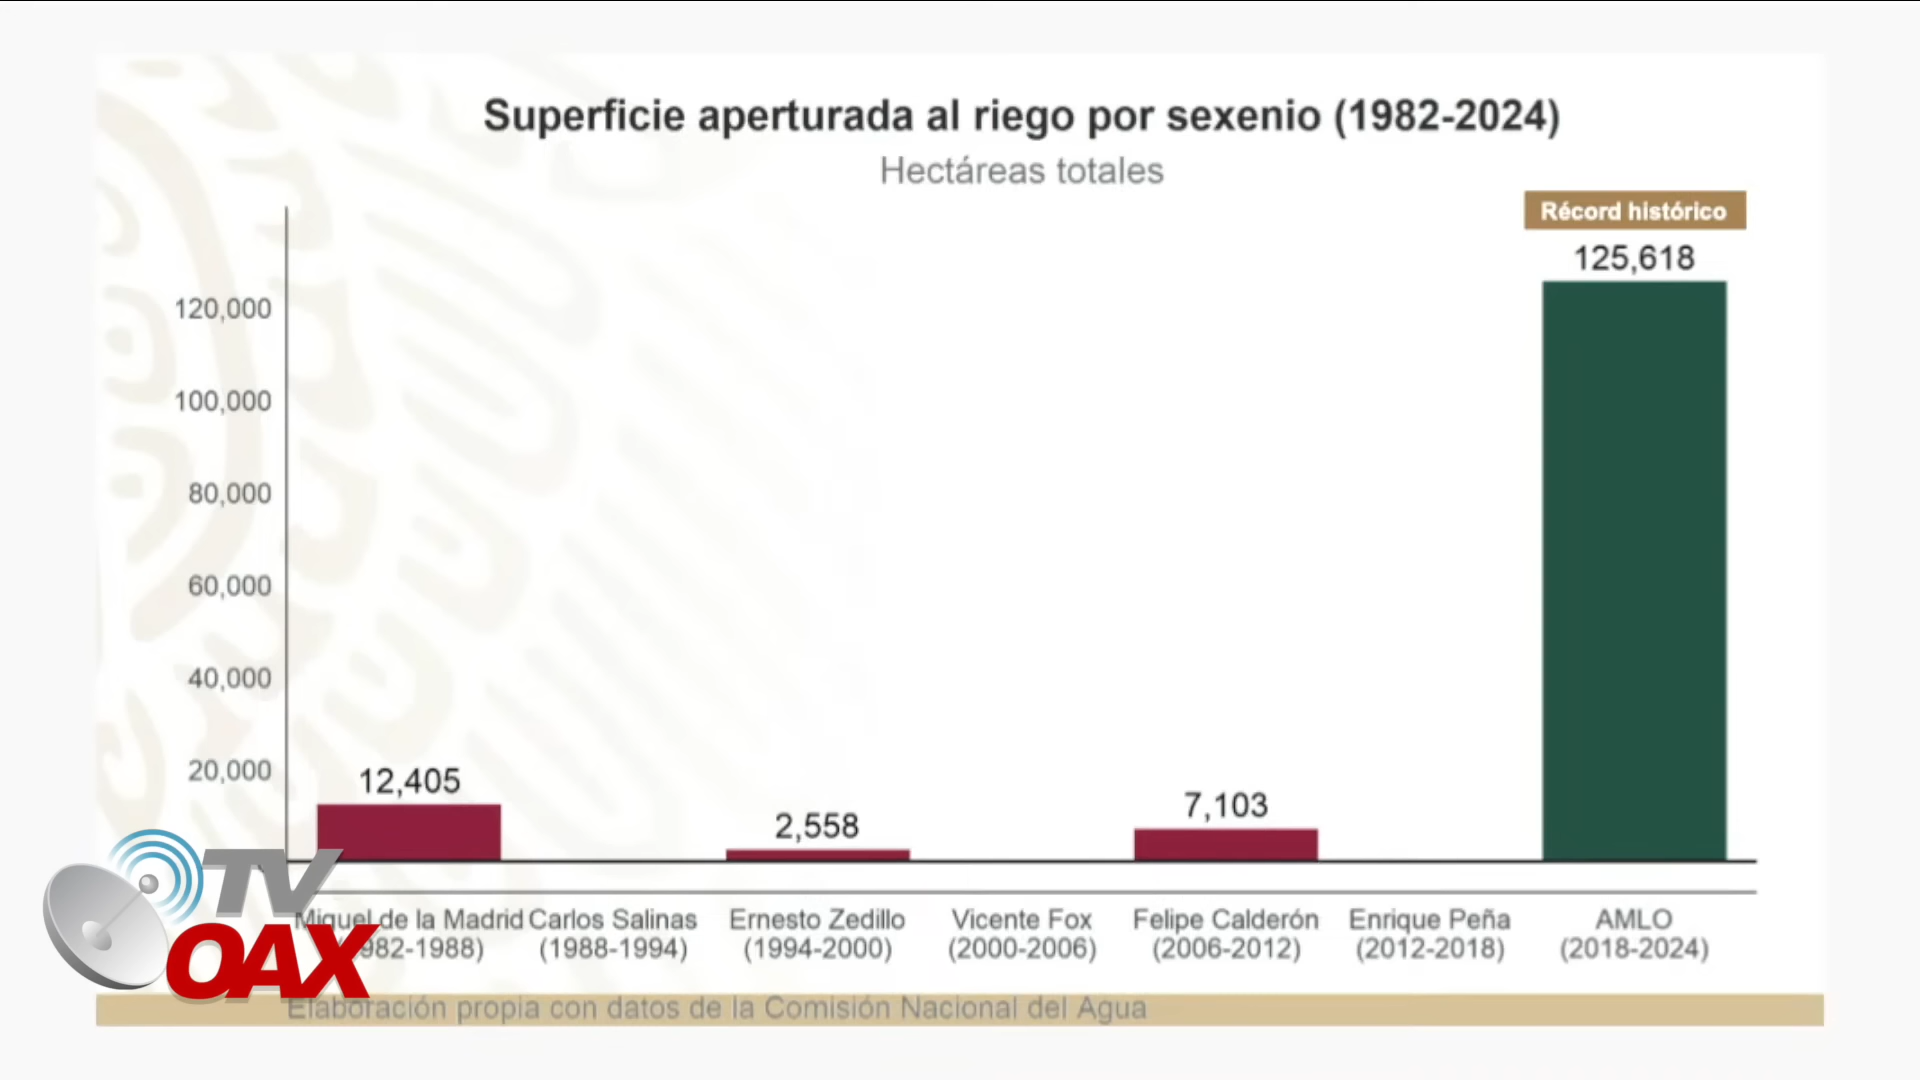 Superficie aperturada al riego por sexenio (1982-2024)
Hectáreas totales
Récord histórico
125,618
120,000
100,000
80,000
60,000
40,000
20,000
12,405
2,558
7,103
Miguel de la Madrid
982-1988)
Carlos Salinas
(1988-1994)
Ernesto Zedillo
(1994-2000)
Vicente Fox
(2000-2006)
Felipe Calderón
(2006-2012)
Enrique Peña
(2012-2018)
AMLO
(2018-2024)
TV
OAX
Elaboración propia con datos de la Comisión Nacional del Agua